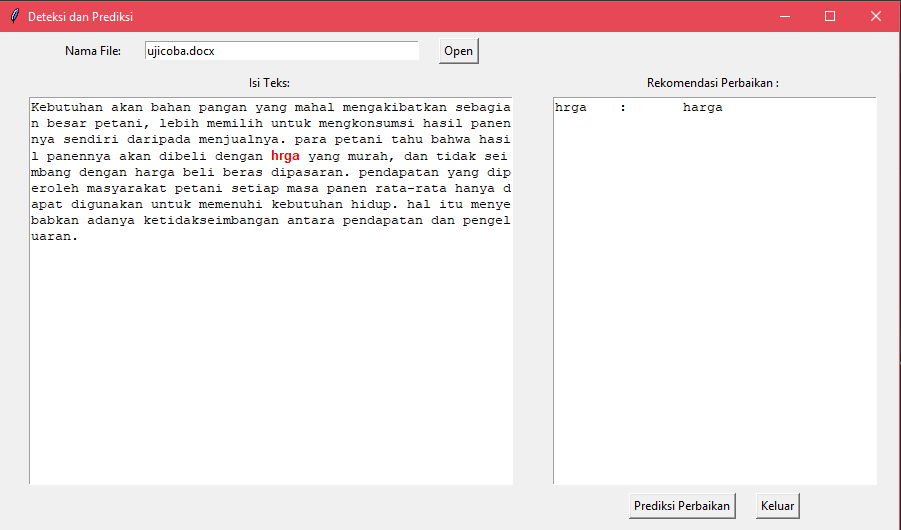 Deteksi dan Prediksi
Nama File: ujicoba.docx Open
Isi Teks:
Rekomendasi Perbaikan :
Kebutuhan akan bahan pangan yang mahal mengakibatkan sebagia
n besar petani, lebih memilih untuk mengkonsumsi hasil panen
nya sendiri daripada menjualnya. para petani tahu bahwa hasi
l panennya akan dibeli dengan hrga yang murah, dan tidak sei
mbang dengan harga beli beras dipasaran. pendapatan yang dip
eroleh masyarakat petani setiap masa panen rata-rata hanya d
apat digunakan untuk memenuhi kebutuhan hidup. hal itu menye
babkan adanya ketidakseimbangan antara pendapatan dan pengel
uaran.
hrga : harga
Prediksi Perbaikan Keluar